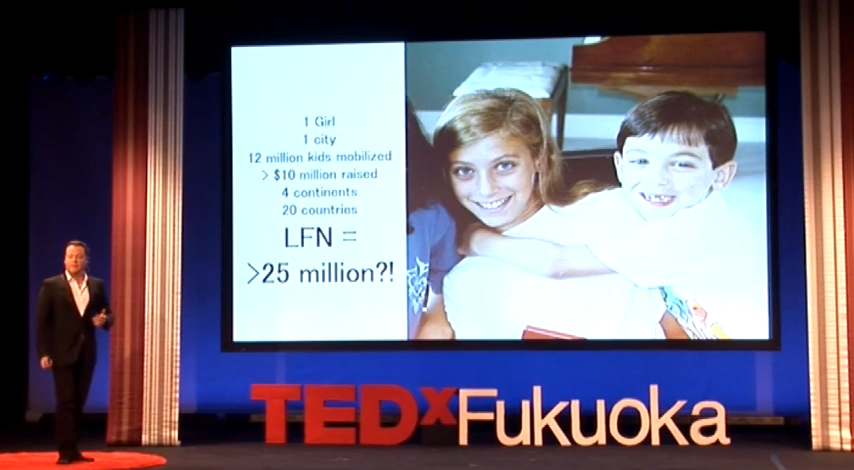 1 Girl
1 city
12 million kids mobilized
> $10 million raised
4 continents
20 countries
LFN =
>25 million?!
TEDxFukuoka